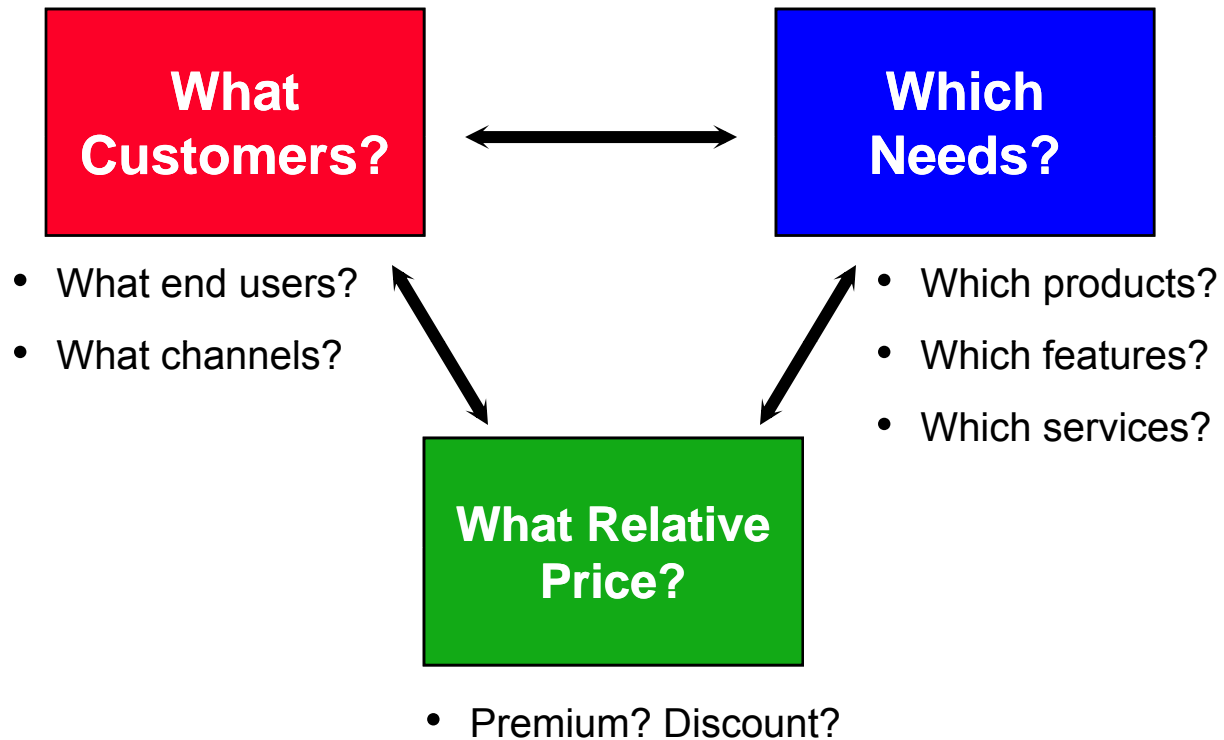 What
Customers?
Which
Needs?
• What end users?
• What channels?
• Which products?
• Which features?
• Which services?
What Relative
Price?
• Premium? Discount?